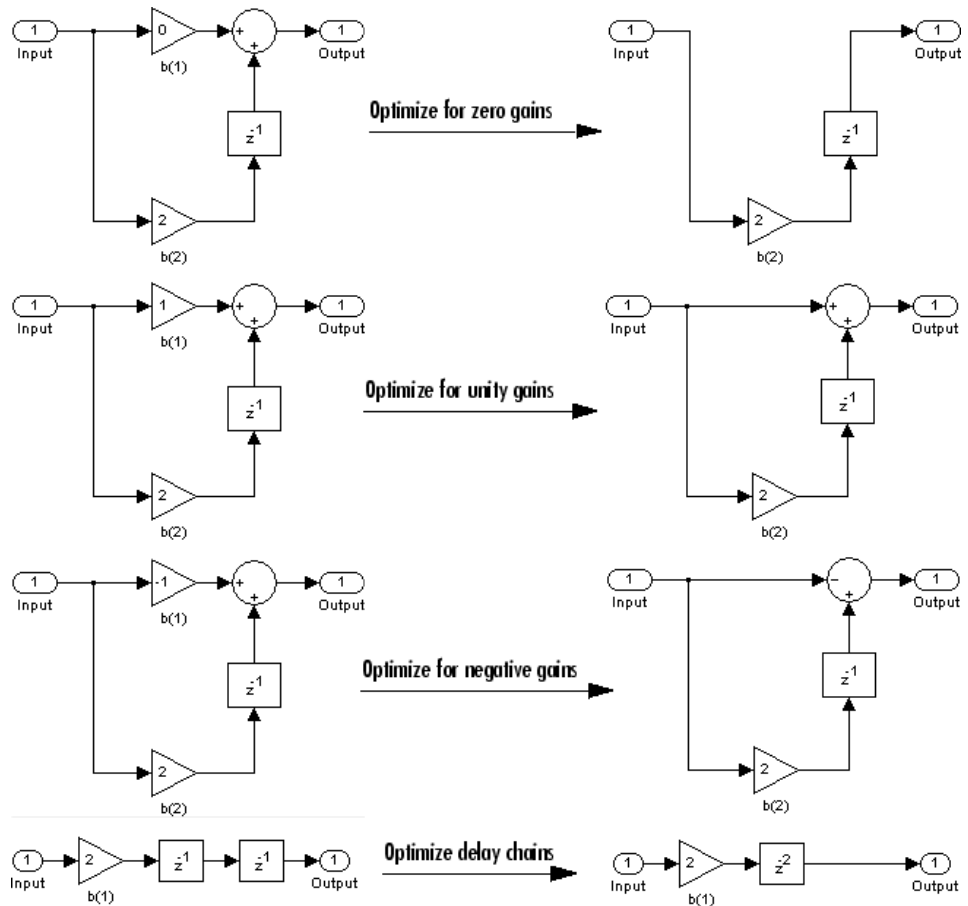 1 0 + 1
Input b(1) + Output
z^-1
2
b(2)
Optimize for zero gains
1 1
Input Output
z^-1
2
b(2)
1 1 + 1
Input b(1) + Output
z^-1
2
b(2)
Optimize for unity gains
1 + 1
Input + Output
z^-1
2
b(2)
1 -1 + 1
Input b(1) + Output
z^-1
2
b(2)
Optimize for negative gains
1 − 1
Input + Output
z^-1
2
b(2)
1 2 z^-1 z^-1 1
Input b(1) Output
Optimize delay chains
1 2 z^-2 1
Input b(1) Output